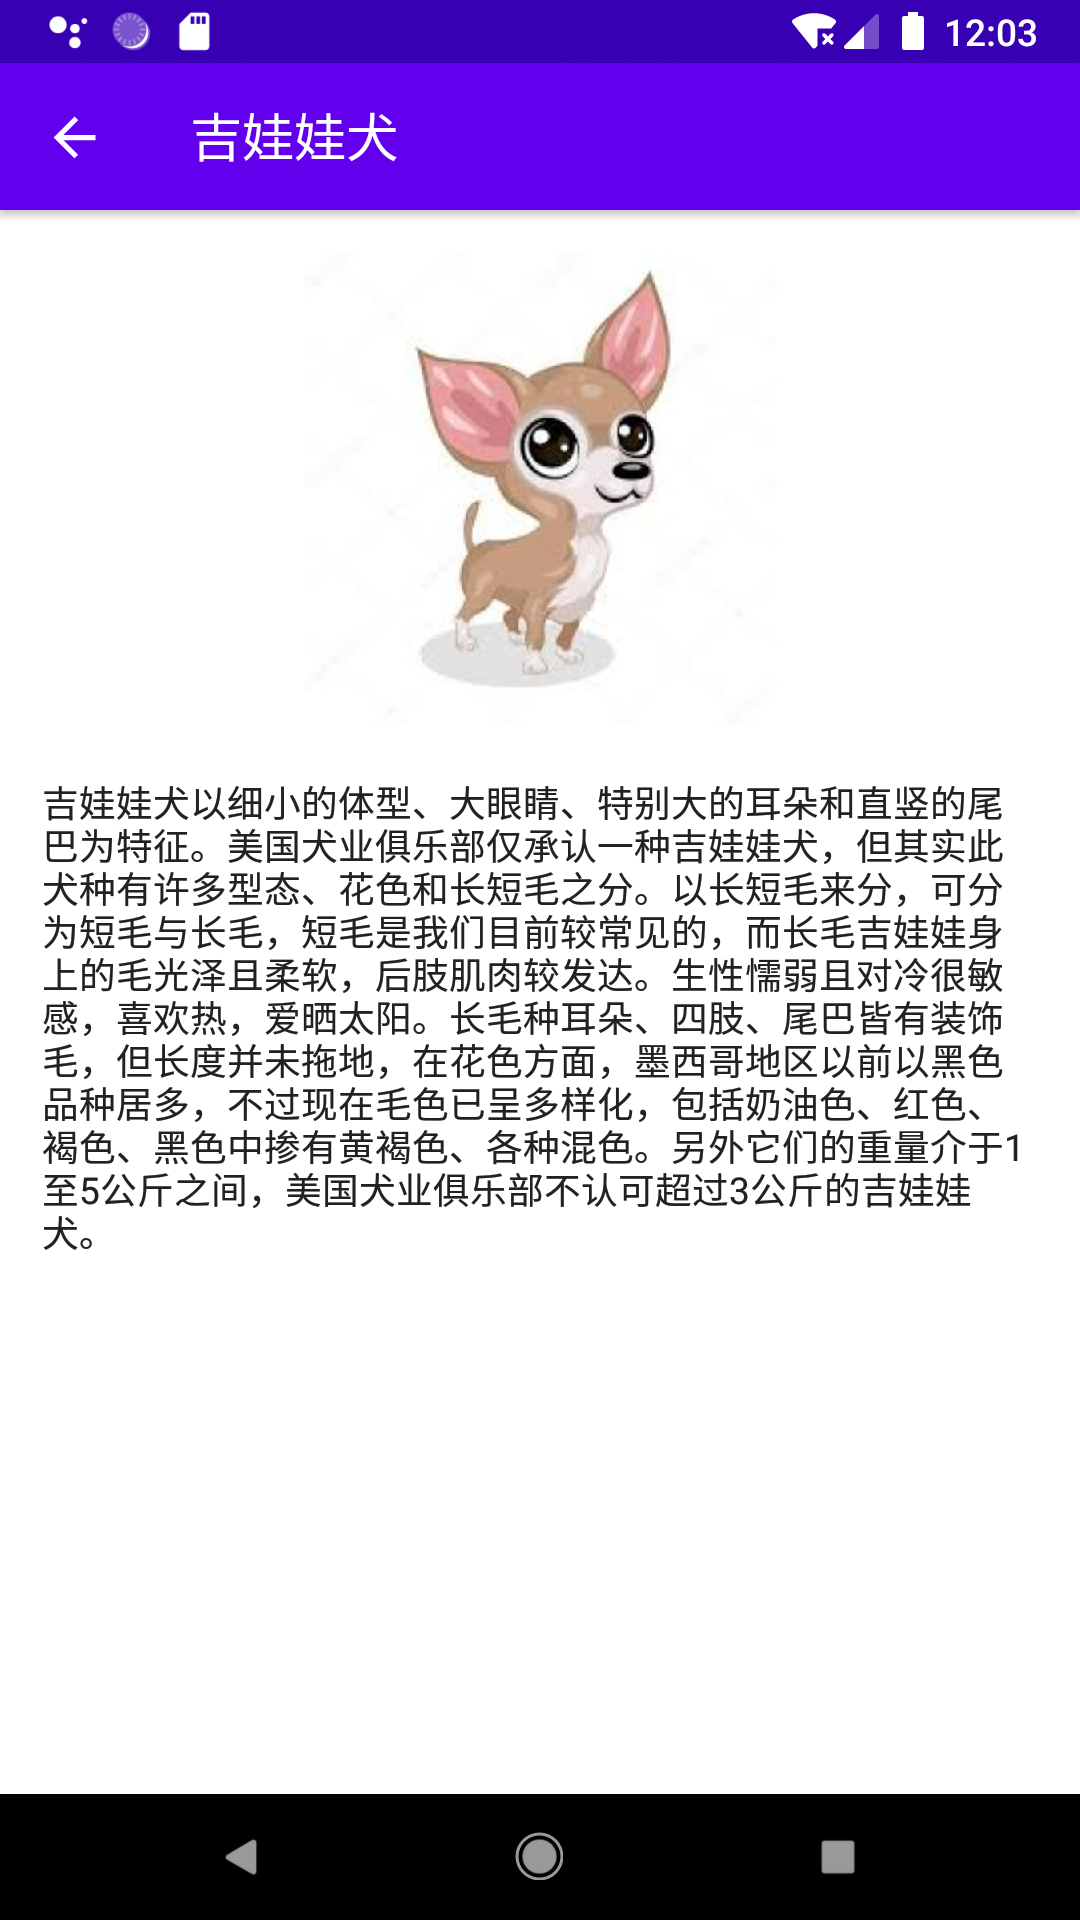 12:03
吉娃娃犬
吉娃娃犬以细小的体型、大眼睛、特别大的耳朵和直竖的尾
巴为特征。美国犬业俱乐部仅承认一种吉娃娃犬，但其实此
犬种有许多型态、花色和长短毛之分。以长短毛来分，可分
为短毛与长毛，短毛是我们目前较常见的，而长毛吉娃娃身
上的毛光泽且柔软，后肢肌肉较发达。生性懦弱且对冷很敏
感，喜欢热，爱晒太阳。长毛种耳朵、四肢、尾巴皆有装饰
毛，但长度并未拖地，在花色方面，墨西哥地区以前以黑色
品种居多，不过现在毛色已呈多样化，包括奶油色、红色、
褐色、黑色中掺有黄褐色、各种混色。另外它们的重量介于1
至5公斤之间，美国犬业俱乐部不认可超过3公斤的吉娃娃
犬。